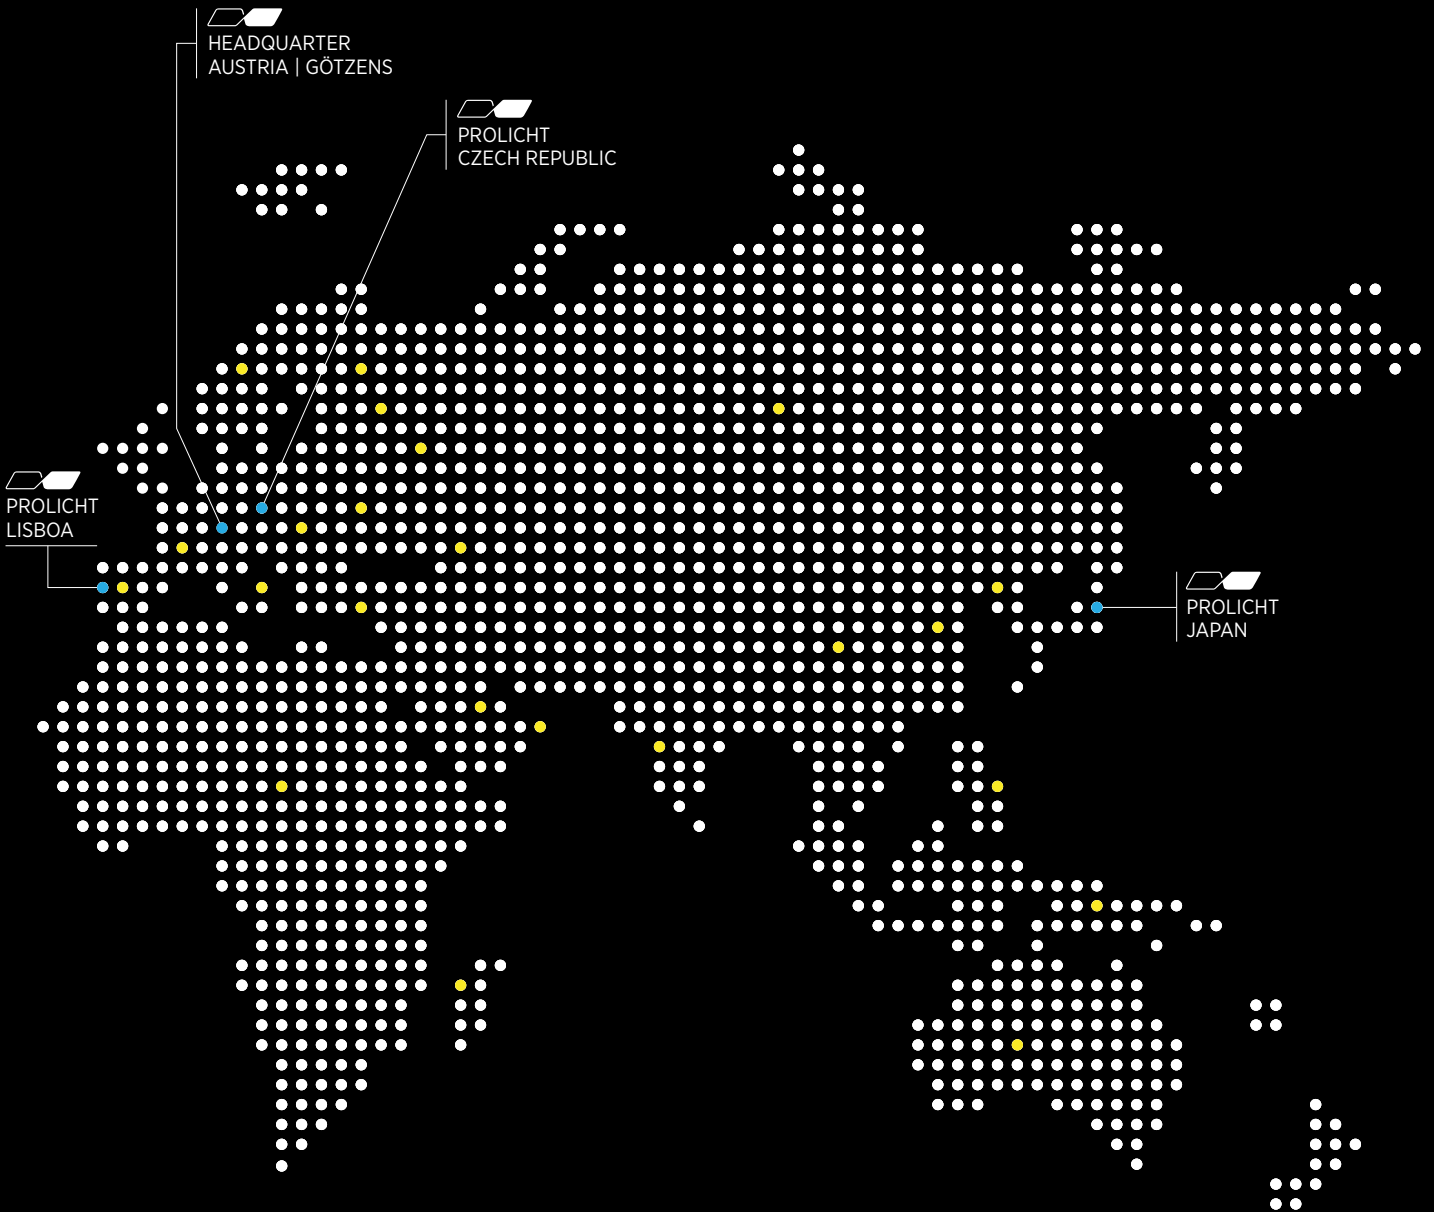 HEADQUARTER
AUSTRIA | GÖTZENS
PROLICHT
CZECH REPUBLIC
PROLICHT
LISBOA
PROLICHT
JAPAN